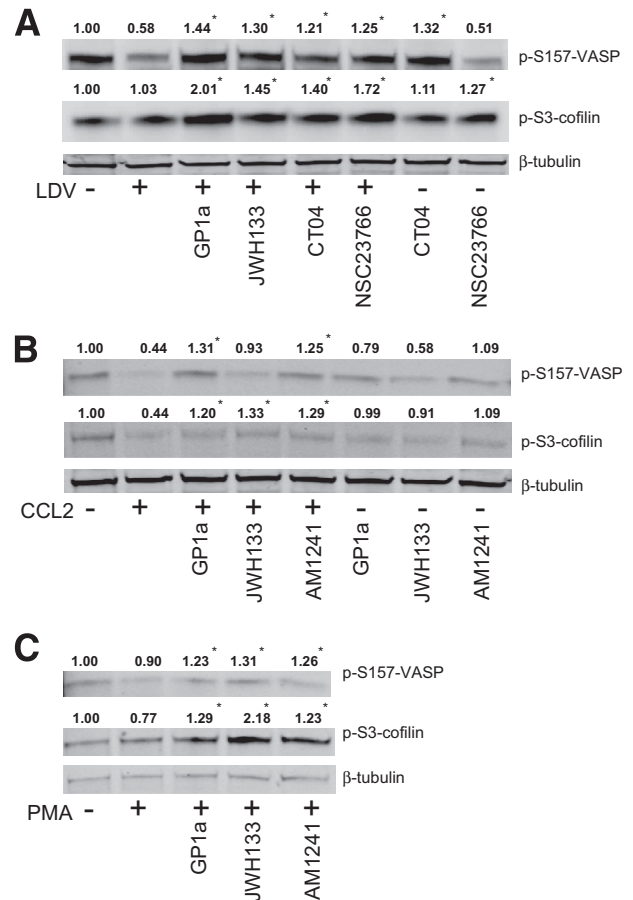 A
1.00 0.58 1.44* 1.30* 1.21* 1.25* 1.32* 0.51
p-S157-VASP
1.00 1.03 2.01* 1.45* 1.40* 1.72* 1.11 1.27*
p-S3-cofilin
β-tubulin
LDV - + + + + + - -
GP1a JWH133 CT04 NSC23766 CT04 NSC23766
B
1.00 0.44 1.31* 0.93 1.25* 0.79 0.58 1.09
p-S157-VASP
1.00 0.44 1.20* 1.33* 1.29* 0.99 0.91 1.09
p-S3-cofilin
β-tubulin
CCL2 - + + + + - - -
GP1a JWH133 AM1241 GP1a JWH133 AM1241
C
1.00 0.90 1.23* 1.31* 1.26*
p-S157-VASP
1.00 0.77 1.29* 2.18* 1.23*
p-S3-cofilin
β-tubulin
PMA - + + + +
GP1a JWH133 AM1241